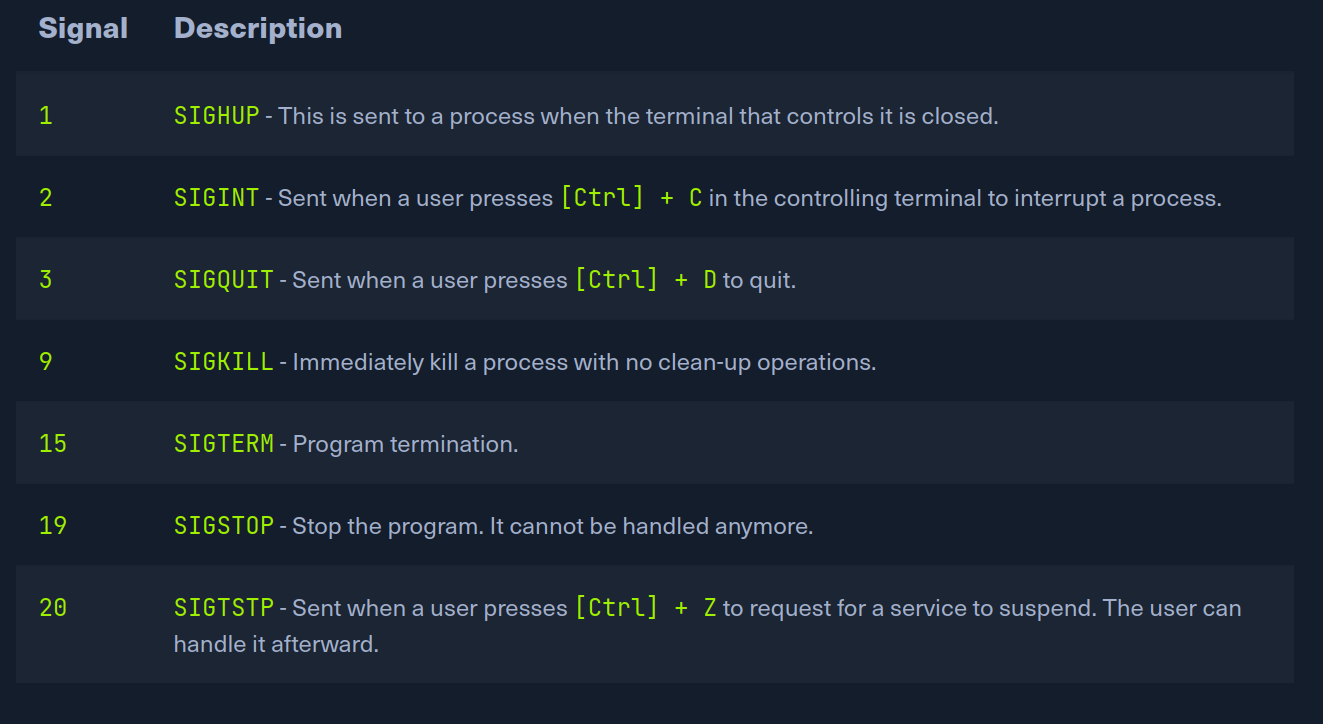 Signal Description
1 SIGHUP - This is sent to a process when the terminal that controls it is closed.
2 SIGINT - Sent when a user presses [Ctrl] + C in the controlling terminal to interrupt a process.
3 SIGQUIT - Sent when a user presses [Ctrl] + D to quit.
9 SIGKILL - Immediately kill a process with no clean-up operations.
15 SIGTERM - Program termination.
19 SIGSTOP - Stop the program. It cannot be handled anymore.
20 SIGTSTP - Sent when a user presses [Ctrl] + Z to request for a service to suspend. The user can
handle it afterward.